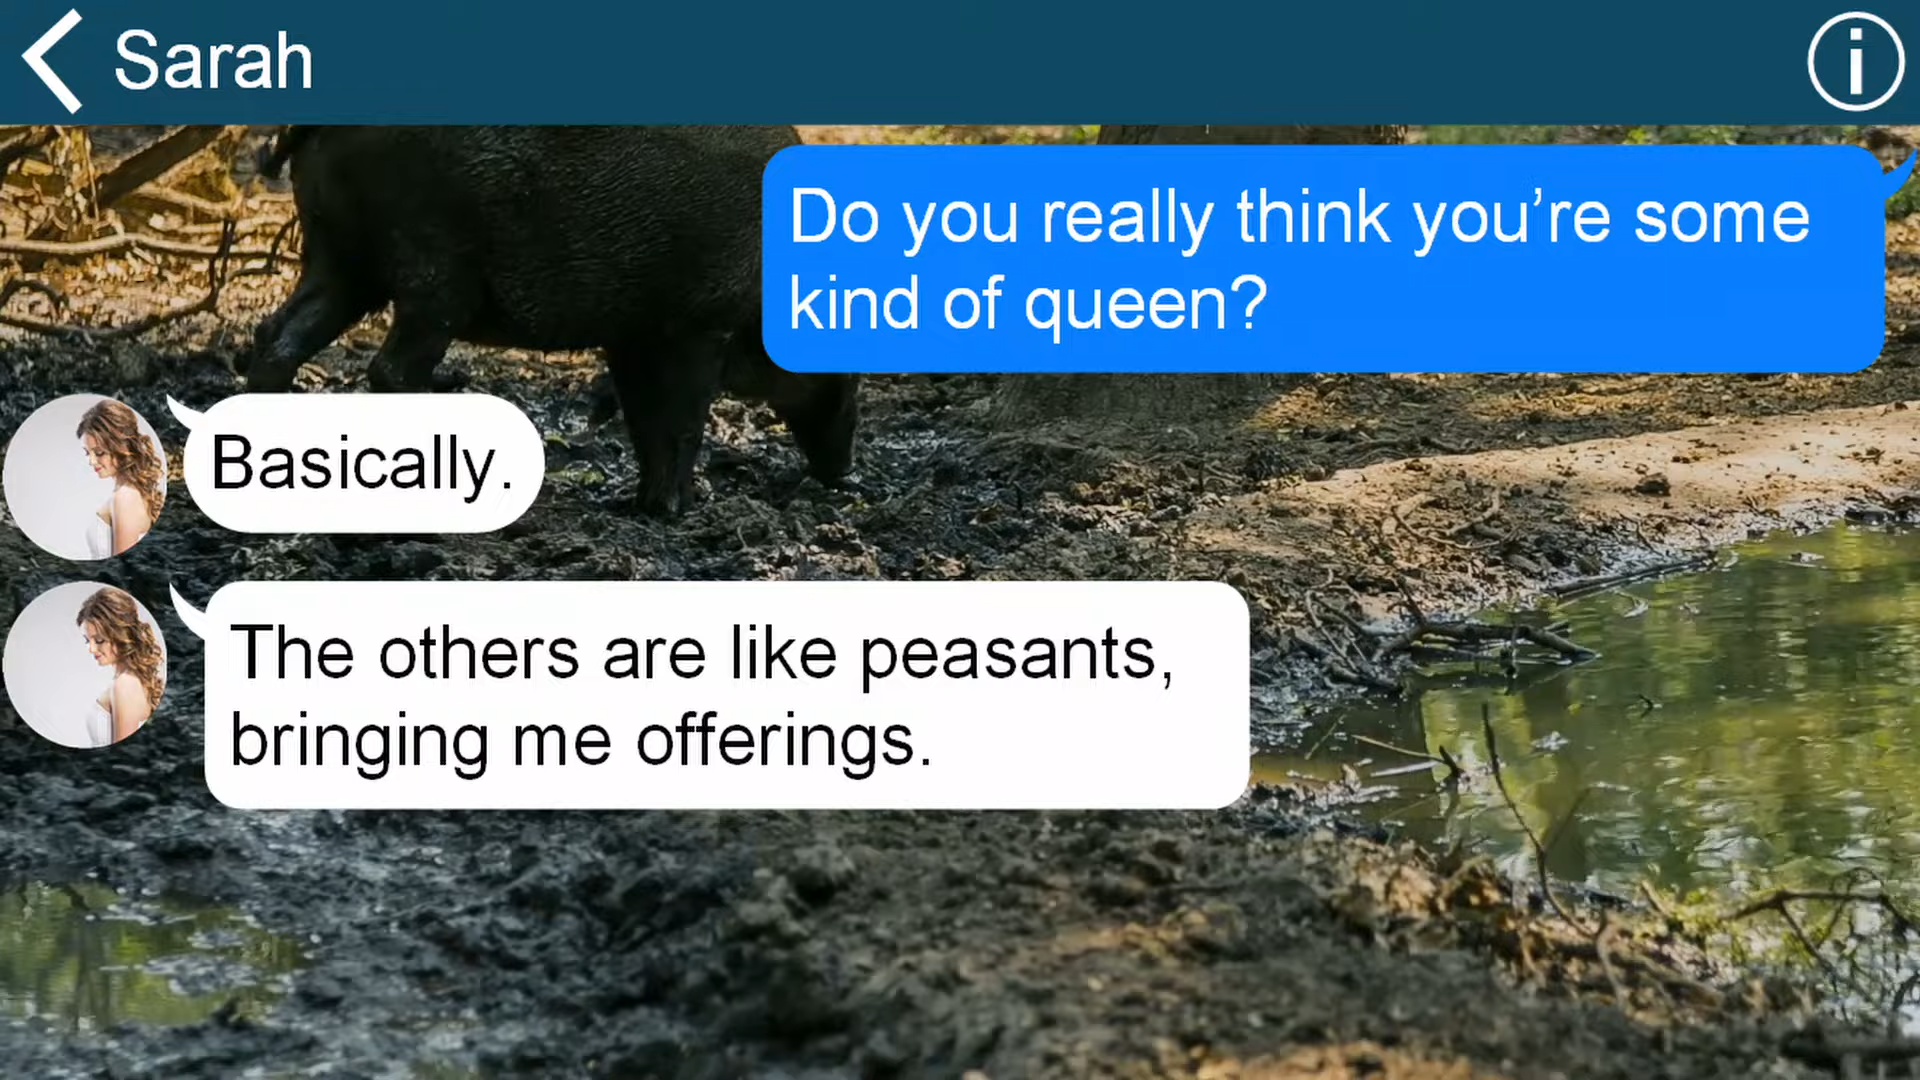 Sarah
Do you really think you’re some
kind of queen?
Basically.
The others are like peasants,
bringing me offerings.